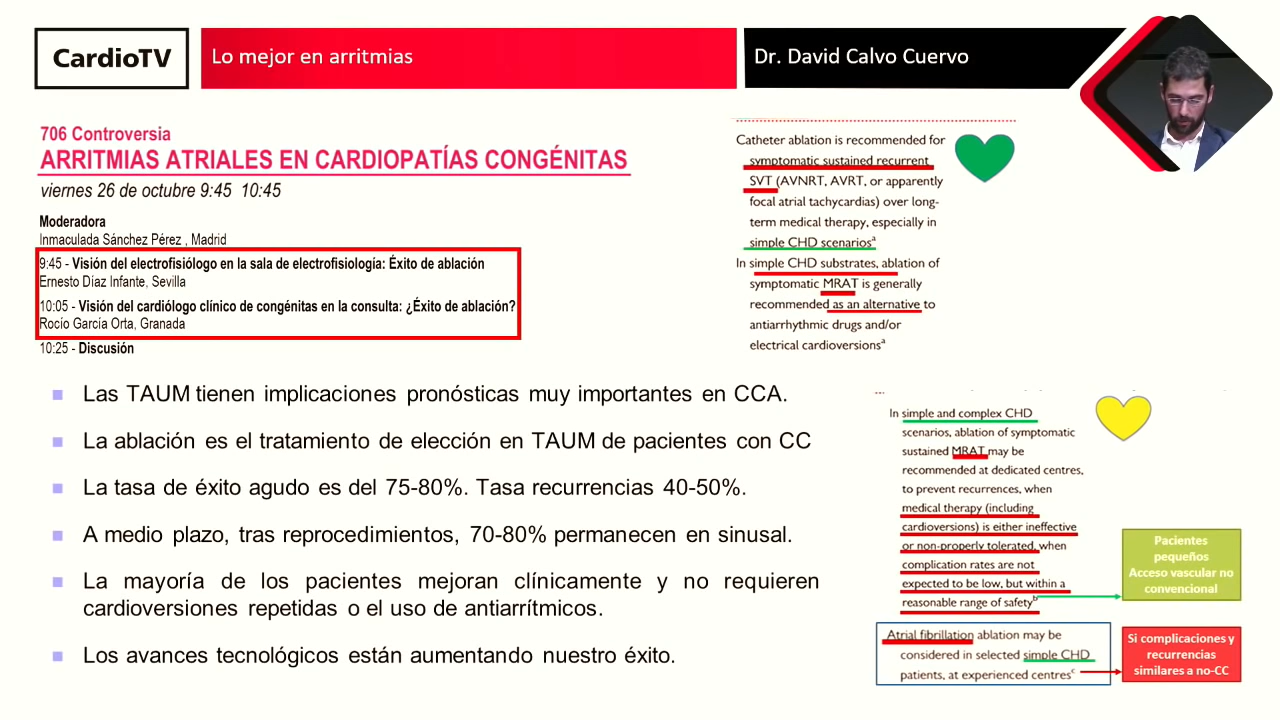 CardioTV
Lo mejor en arritmias
Dr. David Calvo Cuervo
706 Controversia
ARRITMIAS ATRIALES EN CARDIOPATÍAS CONGÉNITAS
viernes 26 de octubre 9:45 10:45
Moderadora
Inmaculada Sánchez Pérez , Madrid
9:45 - Visión del electrofisiólogo en la sala de electrofisiología: Éxito de ablación
Ernesto Díaz Infante, Sevilla
10:05 - Visión del cardiólogo clínico de congénitas en la consulta: ¿Éxito de ablación?
Rocío García Orta, Granada
10:25 - Discusión
Las TAUM tienen implicaciones pronósticas muy importantes en CCA.
La ablación es el tratamiento de elección en TAUM de pacientes con CC
La tasa de éxito agudo es del 75-80%. Tasa recurrencias 40-50%.
A medio plazo, tras reprocedimientos, 70-80% permanecen en sinusal.
La mayoría de los pacientes mejoran clínicamente y no requieren
cardioversiones repetidas o el uso de antiarrítmicos.
Los avances tecnológicos están aumentando nuestro éxito.
Catheter ablation is recommended for
symptomatic sustained recurrent
SVT (AVNRT, AVRT, or apparently
focal atrial tachycardias) over long-
term medical therapy, especially in
simple CHD scenariosᵃ
In simple CHD substrates, ablation of
symptomatic MRAT is generally
recommended as an alternative to
antiarrhythmic drugs and/or
electrical cardioversionsᵃ
In simple and complex CHD
scenarios, ablation of symptomatic
sustained MRAT may be
recommended at dedicated centres,
to prevent recurrences, when
medical therapy (including
cardioversions) is either ineffective
or non-properly tolerated, when
complication rates are not
expected to be low, but within a
reasonable range of safetyᵇ
Pacientes
pequeños
Acceso vascular no
convencional
Atrial fibrillation ablation may be
considered in selected simple CHD
patients, at experienced centresᶜ
Si complicaciones y
recurrencias
similares a no-CC